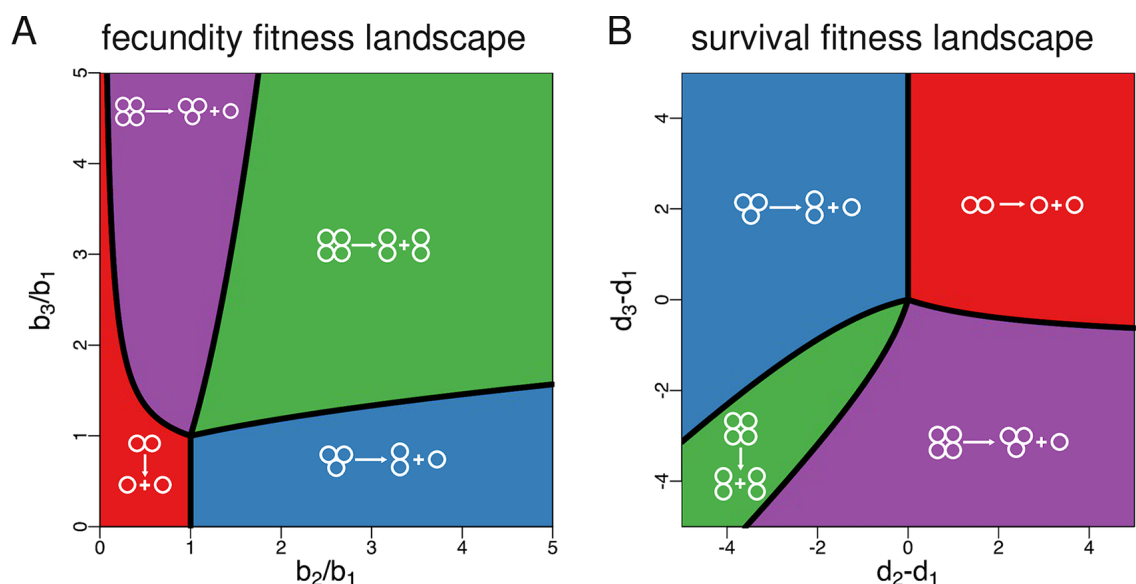 A fecundity fitness landscape
b3/b1
5
4
3
2
1
0
0 1 2 3 4 5
b2/b1
+
+
+
+
B survival fitness landscape
d3-d1
4
2
0
-2
-4
-4 -2 0 2 4
d2-d1
+
+
+
+